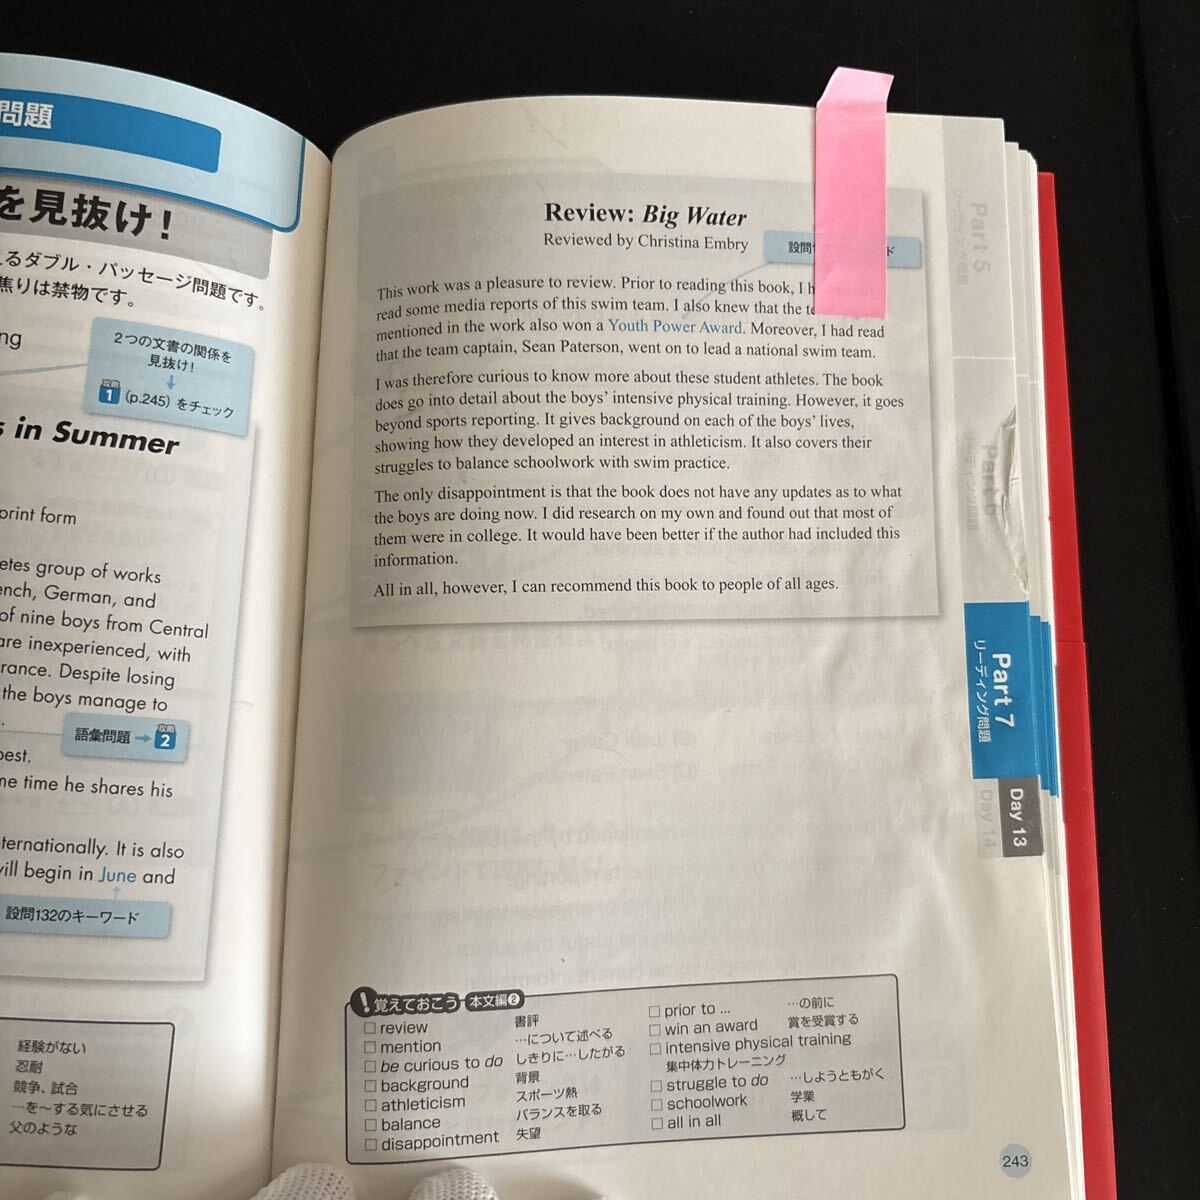 問題
を見抜け！
えるダブル・パッセージ問題です。
焦りは禁物です。
ng
2つの文書の関係を
見抜け！
攻略
1 (p.245) をチェック
s in Summer
print form
etes group of works
ench, German, and
of nine boys from Central
are inexperienced, with
rance. Despite losing
the boys manage to
語彙問題 → 攻略 2
best.
me time he shares his
ternationally. It is also
will begin in June and
設問132のキーワード
経験がない
忍耐
競争、試合
…を～する気にさせる
父のような
Review: Big Water
Reviewed by Christina Embry
設問
ド
This work was a pleasure to review. Prior to reading this book, I h
read some media reports of this swim team. I also knew that the te
mentioned in the work also won a Youth Power Award. Moreover, I had read
that the team captain, Sean Paterson, went on to lead a national swim team.
I was therefore curious to know more about these student athletes. The book
does go into detail about the boys' intensive physical training. However, it goes
beyond sports reporting. It gives background on each of the boys' lives,
showing how they developed an interest in athleticism. It also covers their
struggles to balance schoolwork with swim practice.
The only disappointment is that the book does not have any updates as to what
the boys are doing now. I did research on my own and found out that most of
them were in college. It would have been better if the author had included this
information.
All in all, however, I can recommend this book to people of all ages.
Part 5
リーディング問題
Part 6
リーディング問題
Part 7
リーディング問題
Day 13
Day 14
! 覚えておこう 本文編❷
□ review 書評
□ mention …について述べる
□ be curious to do しきりに…したがる
□ background 背景
□ athleticism スポーツ熱
□ balance バランスを取る
□ disappointment 失望
□ prior to ... …の前に
□ win an award 賞を受賞する
□ intensive physical training
集中体力トレーニング
□ struggle to do …しようともがく
□ schoolwork 学業
□ all in all 概して
243